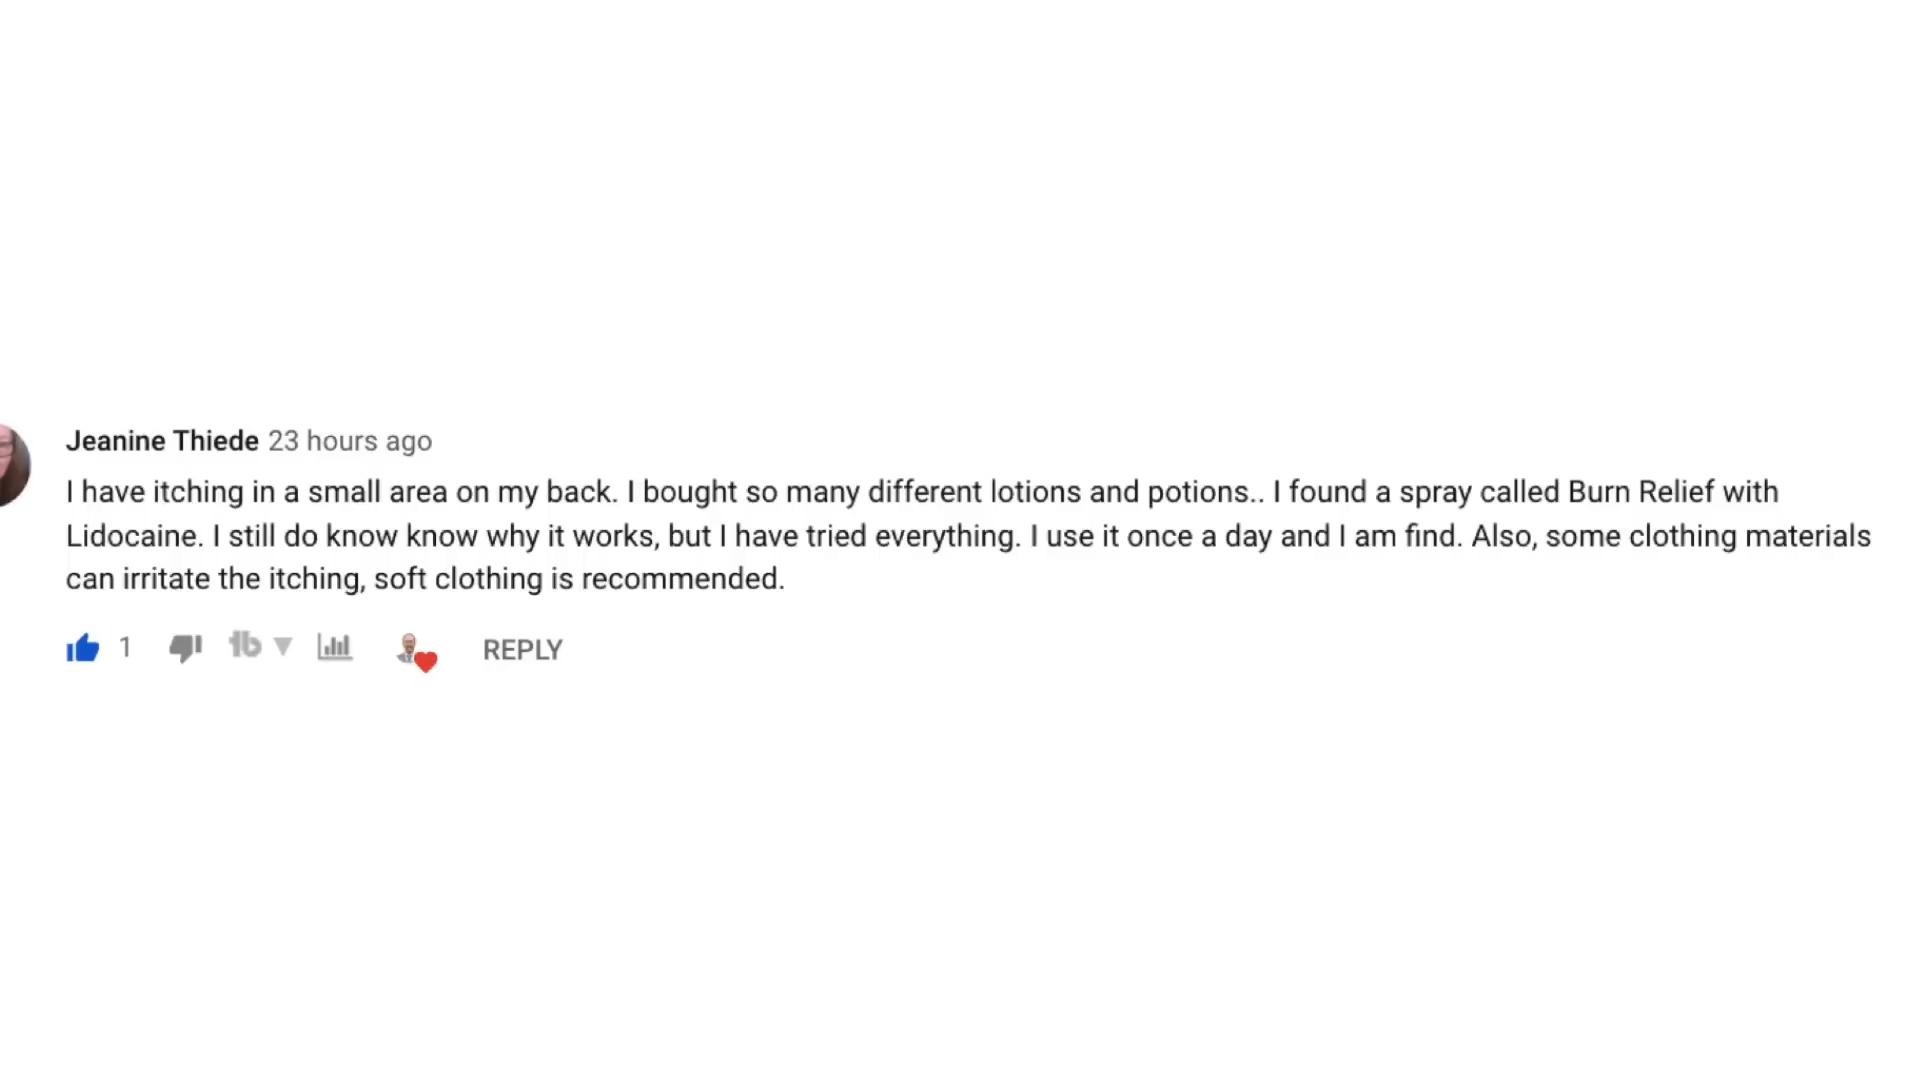 Jeanine Thiede 23 hours ago
I have itching in a small area on my back. I bought so many different lotions and potions.. I found a spray called Burn Relief with
Lidocaine. I still do know know why it works, but I have tried everything. I use it once a day and I am find. Also, some clothing materials
can irritate the itching, soft clothing is recommended.
1 tb REPLY